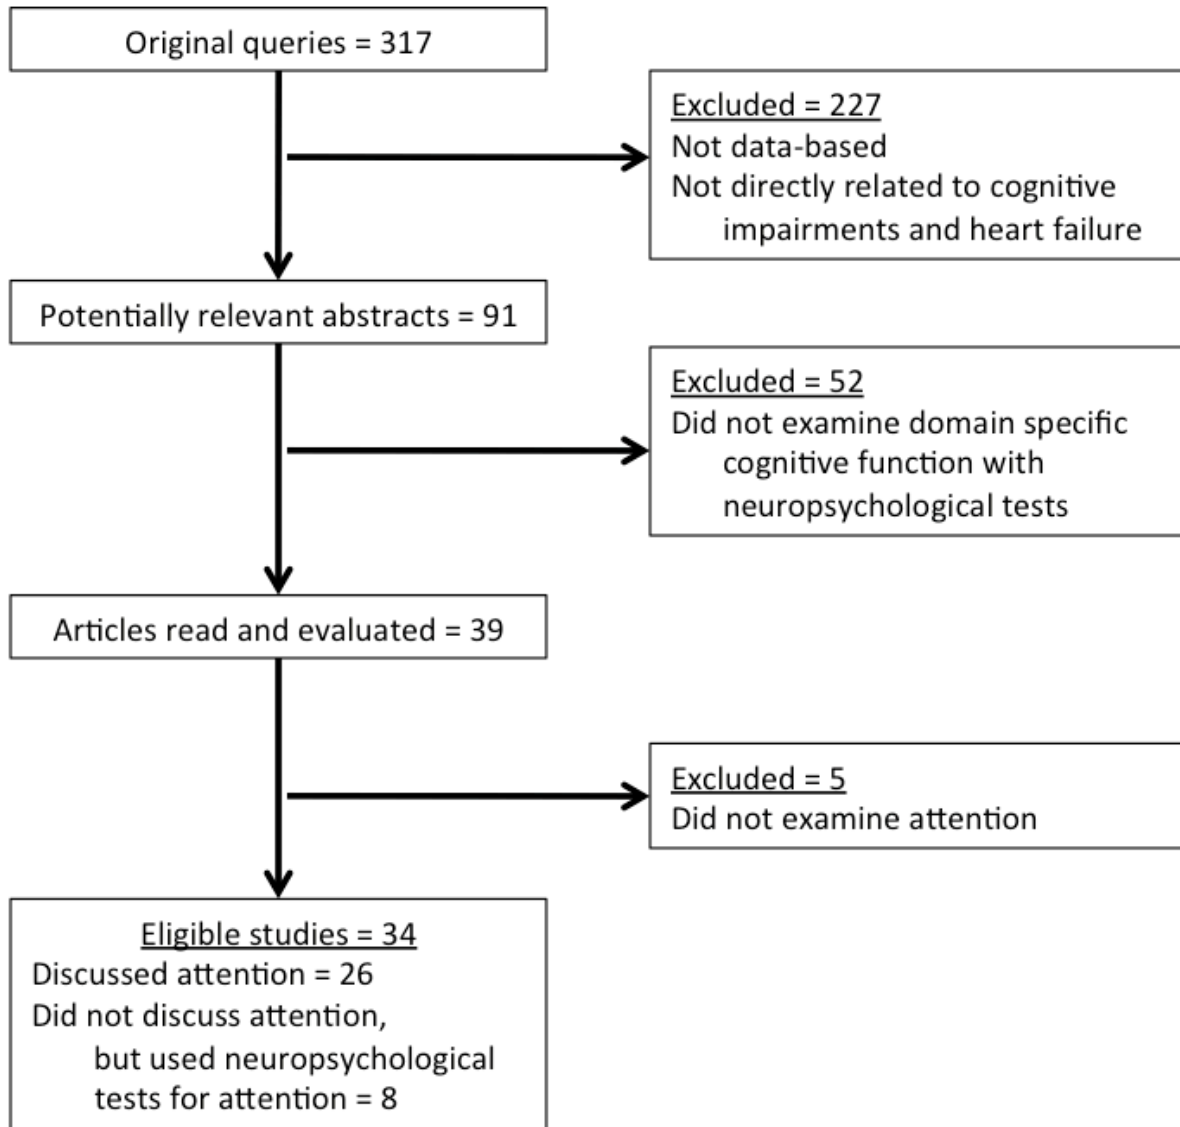 Original queries = 317
Excluded = 227
Not data-based
Not directly related to cognitive
impairments and heart failure
Potentially relevant abstracts = 91
Excluded = 52
Did not examine domain specific
cognitive function with
neuropsychological tests
Articles read and evaluated = 39
Excluded = 5
Did not examine attention
Eligible studies = 34
Discussed attention = 26
Did not discuss attention,
but used neuropsychological
tests for attention = 8